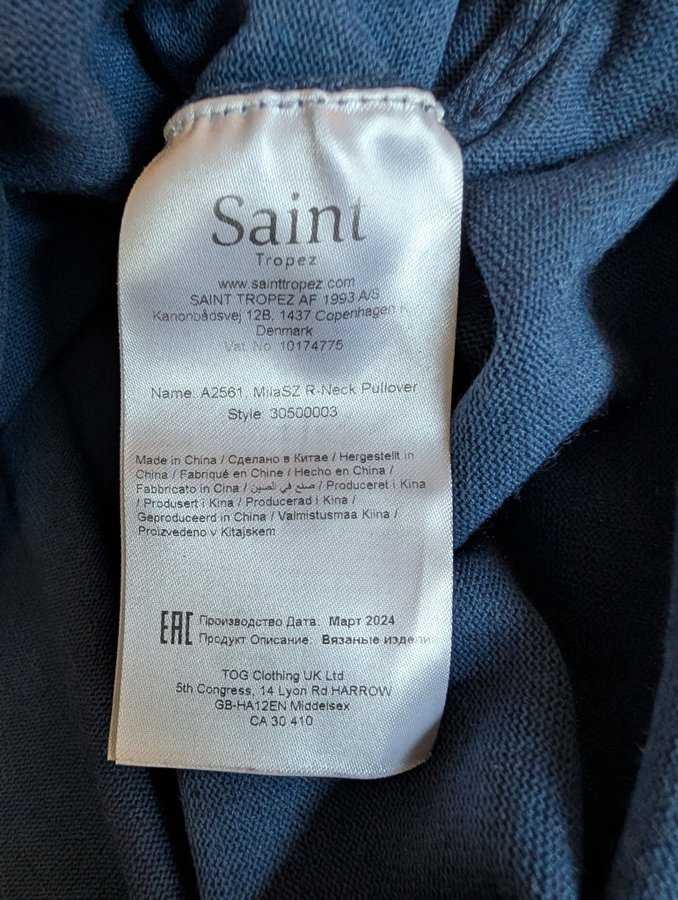 Saint
Tropez
www.sainttropez.com
SAINT TROPEZ AF 1993 A/S
Kanonbådsvej 12B, 1437 Copenhagen K
Denmark
Vat. No. 10174775
Name: A2561, MilaSZ R-Neck Pullover
Style: 30500003
Made in China / Сделано в Китае / Hergestellt in
China / Fabriqué en Chine / Hecho en China /
Fabbricato in Cina / صنع في الصين / Produceret i Kina
/ Produsert i Kina / Producerad i Kina /
Geproduceerd in China / Valmistusmaa Kiina /
Proizvedeno v Kitajskem
EAC Производство Дата: Март 2024
Продукт Описание: Вязаные
TOG Clothing UK Ltd
5th Congress, 14 Lyon Rd HARROW
GB-HA12EN Middelsex
CA 30 410